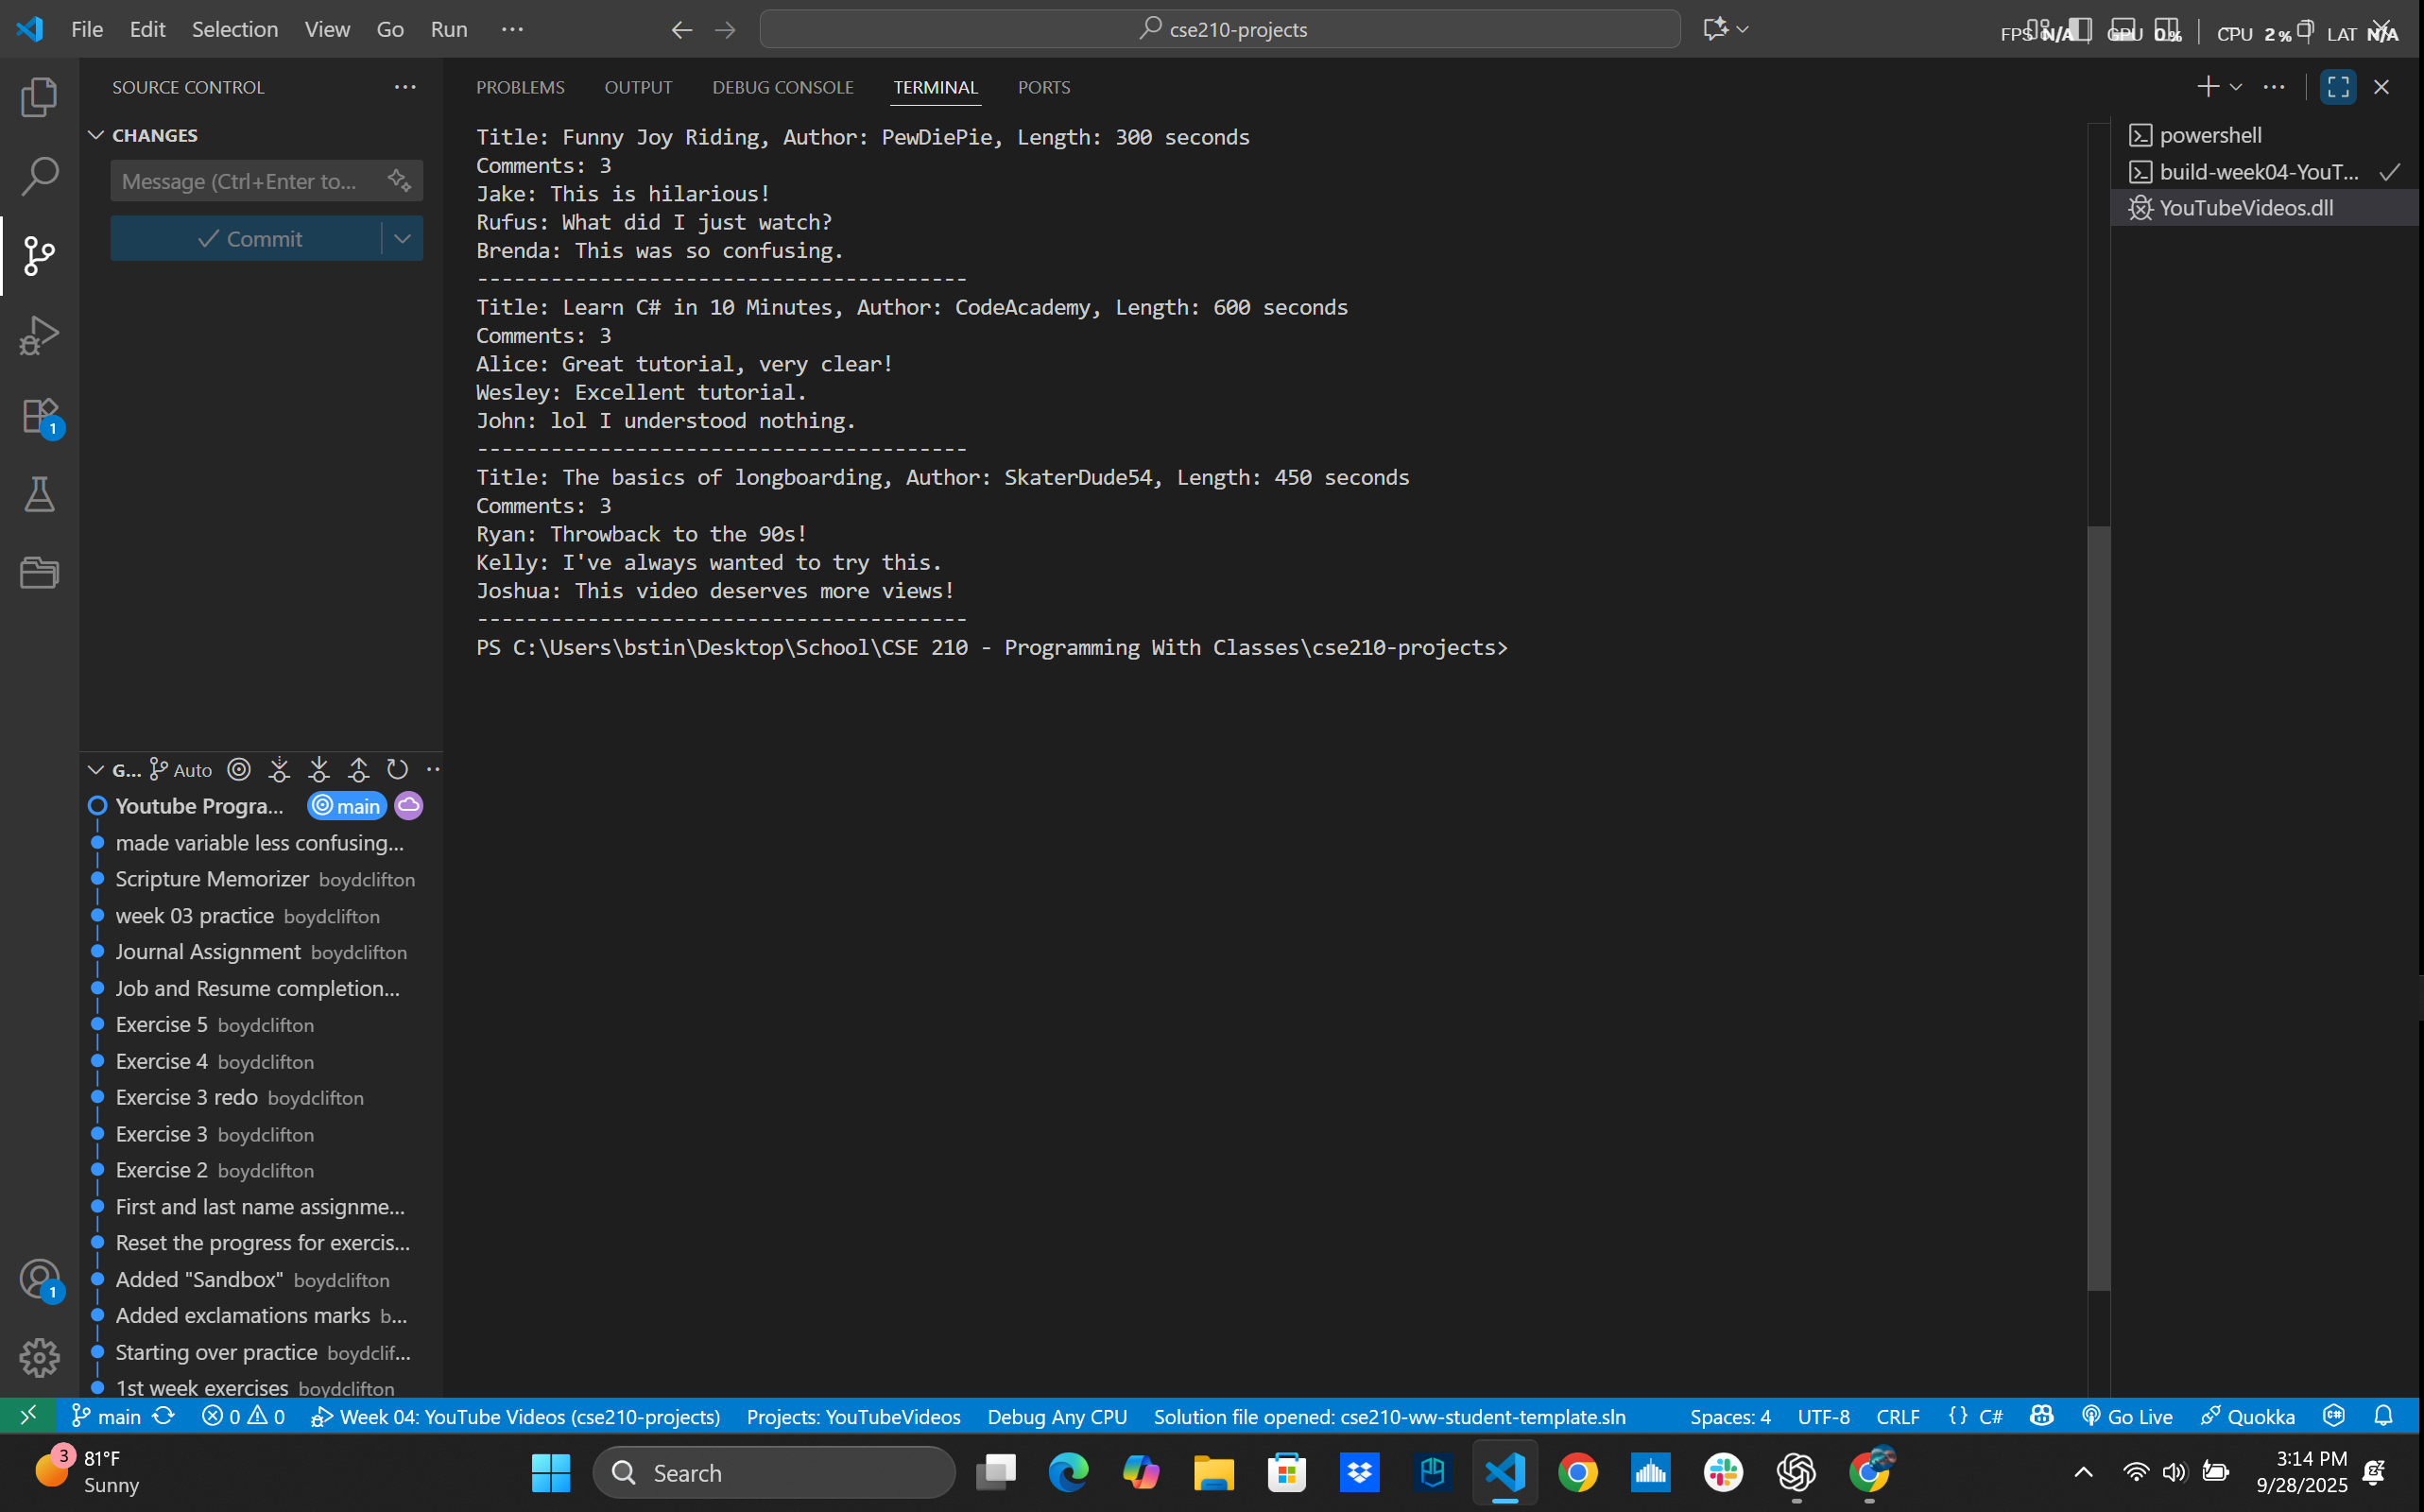 File Edit Selection View Go Run ···
cse210-projects
FPS N/A GPU 0% CPU 2% LAT N/A
SOURCE CONTROL
CHANGES
Message (Ctrl+Enter to...
Commit
PROBLEMS OUTPUT DEBUG CONSOLE TERMINAL PORTS
Title: Funny Joy Riding, Author: PewDiePie, Length: 300 seconds
Comments: 3
Jake: This is hilarious!
Rufus: What did I just watch?
Brenda: This was so confusing.
----------------------------------------
Title: Learn C# in 10 Minutes, Author: CodeAcademy, Length: 600 seconds
Comments: 3
Alice: Great tutorial, very clear!
Wesley: Excellent tutorial.
John: lol I understood nothing.
----------------------------------------
Title: The basics of longboarding, Author: SkaterDude54, Length: 450 seconds
Comments: 3
Ryan: Throwback to the 90s!
Kelly: I've always wanted to try this.
Joshua: This video deserves more views!
----------------------------------------
PS C:\Users\bstin\Desktop\School\CSE 210 - Programming With Classes\cse210-projects>
powershell
build-week04-YouT...
YouTubeVideos.dll
1
G... Auto
Youtube Progra... main
made variable less confusing...
Scripture Memorizer boydclifton
week 03 practice boydclifton
Journal Assignment boydclifton
Job and Resume completion...
Exercise 5 boydclifton
Exercise 4 boydclifton
Exercise 3 redo boydclifton
Exercise 3 boydclifton
Exercise 2 boydclifton
First and last name assignme...
Reset the progress for exercis...
Added "Sandbox" boydclifton
Added exclamations marks b...
Starting over practice boydclif...
1st week exercises boydclifton
1
main 0 0 Week 04: YouTube Videos (cse210-projects) Projects: YouTubeVideos Debug Any CPU Solution file opened: cse210-ww-student-template.sln Spaces: 4 UTF-8 CRLF {} C# Go Live Quokka
3
81°F
Sunny
Search
3:14 PM
9/28/2025